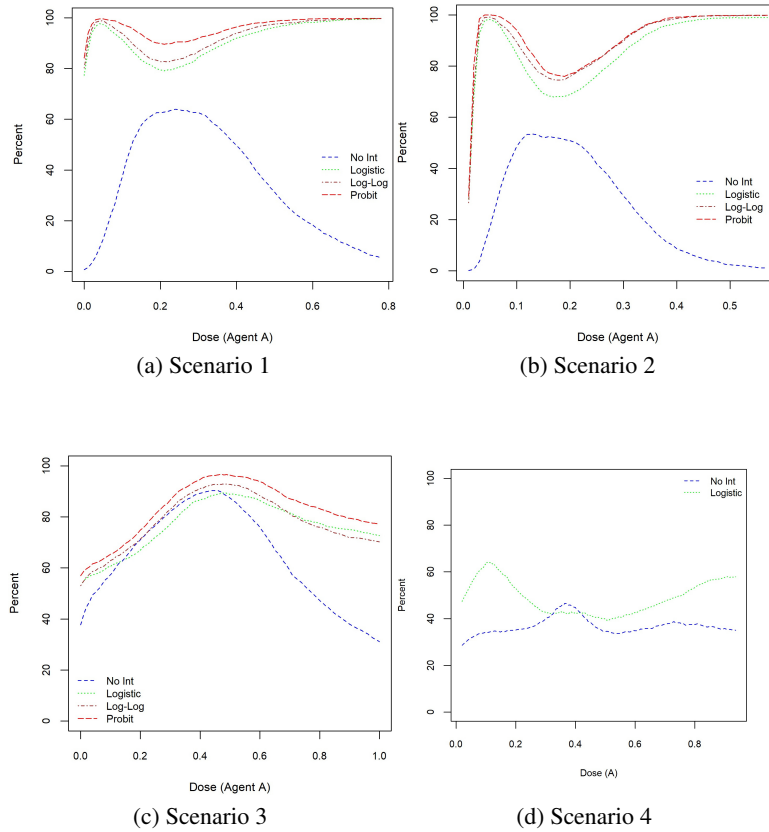 100
80
60
40
20
0
Percent
No Int
Logistic
Log-Log
Probit
0.0 0.2 0.4 0.6 0.8
Dose (Agent A)
(a) Scenario 1
100
80
60
40
20
0
Percent
No Int
Logistic
Log-Log
Probit
0.0 0.1 0.2 0.3 0.4 0.5
Dose (Agent A)
(b) Scenario 2
100
80
60
40
20
0
Percent
No Int
Logistic
Log-Log
Probit
0.0 0.2 0.4 0.6 0.8 1.0
Dose (Agent A)
(c) Scenario 3
100
80
60
40
20
0
Percent
No Int
Logistic
0.0 0.2 0.4 0.6 0.8
Dose (A)
(d) Scenario 4